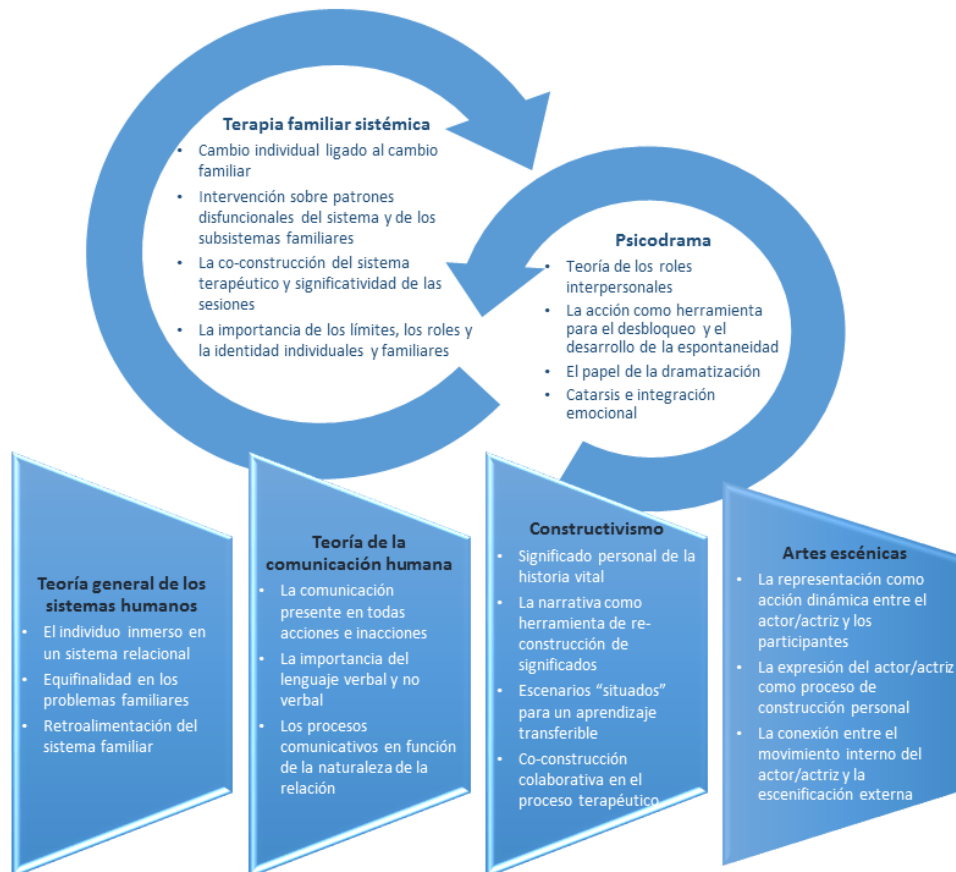 Terapia familiar sistémica
• Cambio individual ligado al cambio
familiar
• Intervención sobre patrones
disfuncionales del sistema y de los
subsistemas familiares
• La co-construcción del sistema
terapéutico y significatividad de las
sesiones
• La importancia de los límites, los roles y
la identidad individuales y familiares
Psicodrama
• Teoría de los roles
interpersonales
• La acción como herramienta
para el desbloqueo y el
desarrollo de la espontaneidad
• El papel de la dramatización
• Catarsis e integración
emocional
Teoría general de los
sistemas humanos
• El individuo inmerso en
un sistema relacional
• Equifinalidad en los
problemas familiares
• Retroalimentación del
sistema familiar
Teoría de la
comunicación humana
• La comunicación
presente en todas
acciones e inacciones
• La importancia del
lenguaje verbal y no
verbal
• Los procesos
comunicativos en función
de la naturaleza de la
relación
Constructivismo
• Significado personal de la
historia vital
• La narrativa como
herramienta de re-
construcción de
significados
• Escenarios “situados”
para un aprendizaje
transferible
• Co-construcción
colaborativa en el
proceso terapéutico
Artes escénicas
• La representación como
acción dinámica entre el
actor/actriz y los
participantes
• La expresión del actor/actriz
como proceso de
construcción personal
• La conexión entre el
movimiento interno del
actor/actriz y la
escenificación externa